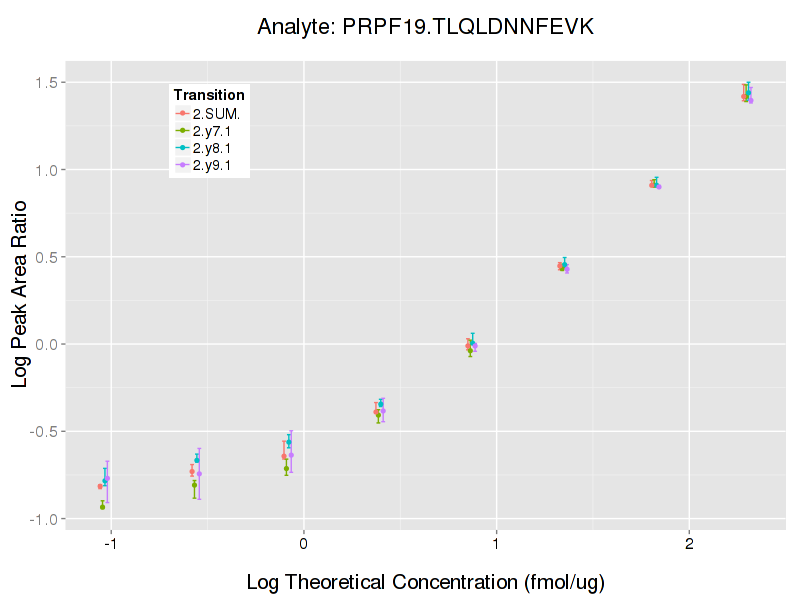 Analyte: PRPF19.TLQLDNNFEVK
Transition
2.SUM.
2.y7.1
2.y8.1
2.y9.1
Log Peak Area Ratio
1.5
1.0
0.5
0.0
-0.5
-1.0
-1 0 1 2
Log Theoretical Concentration (fmol/ug)